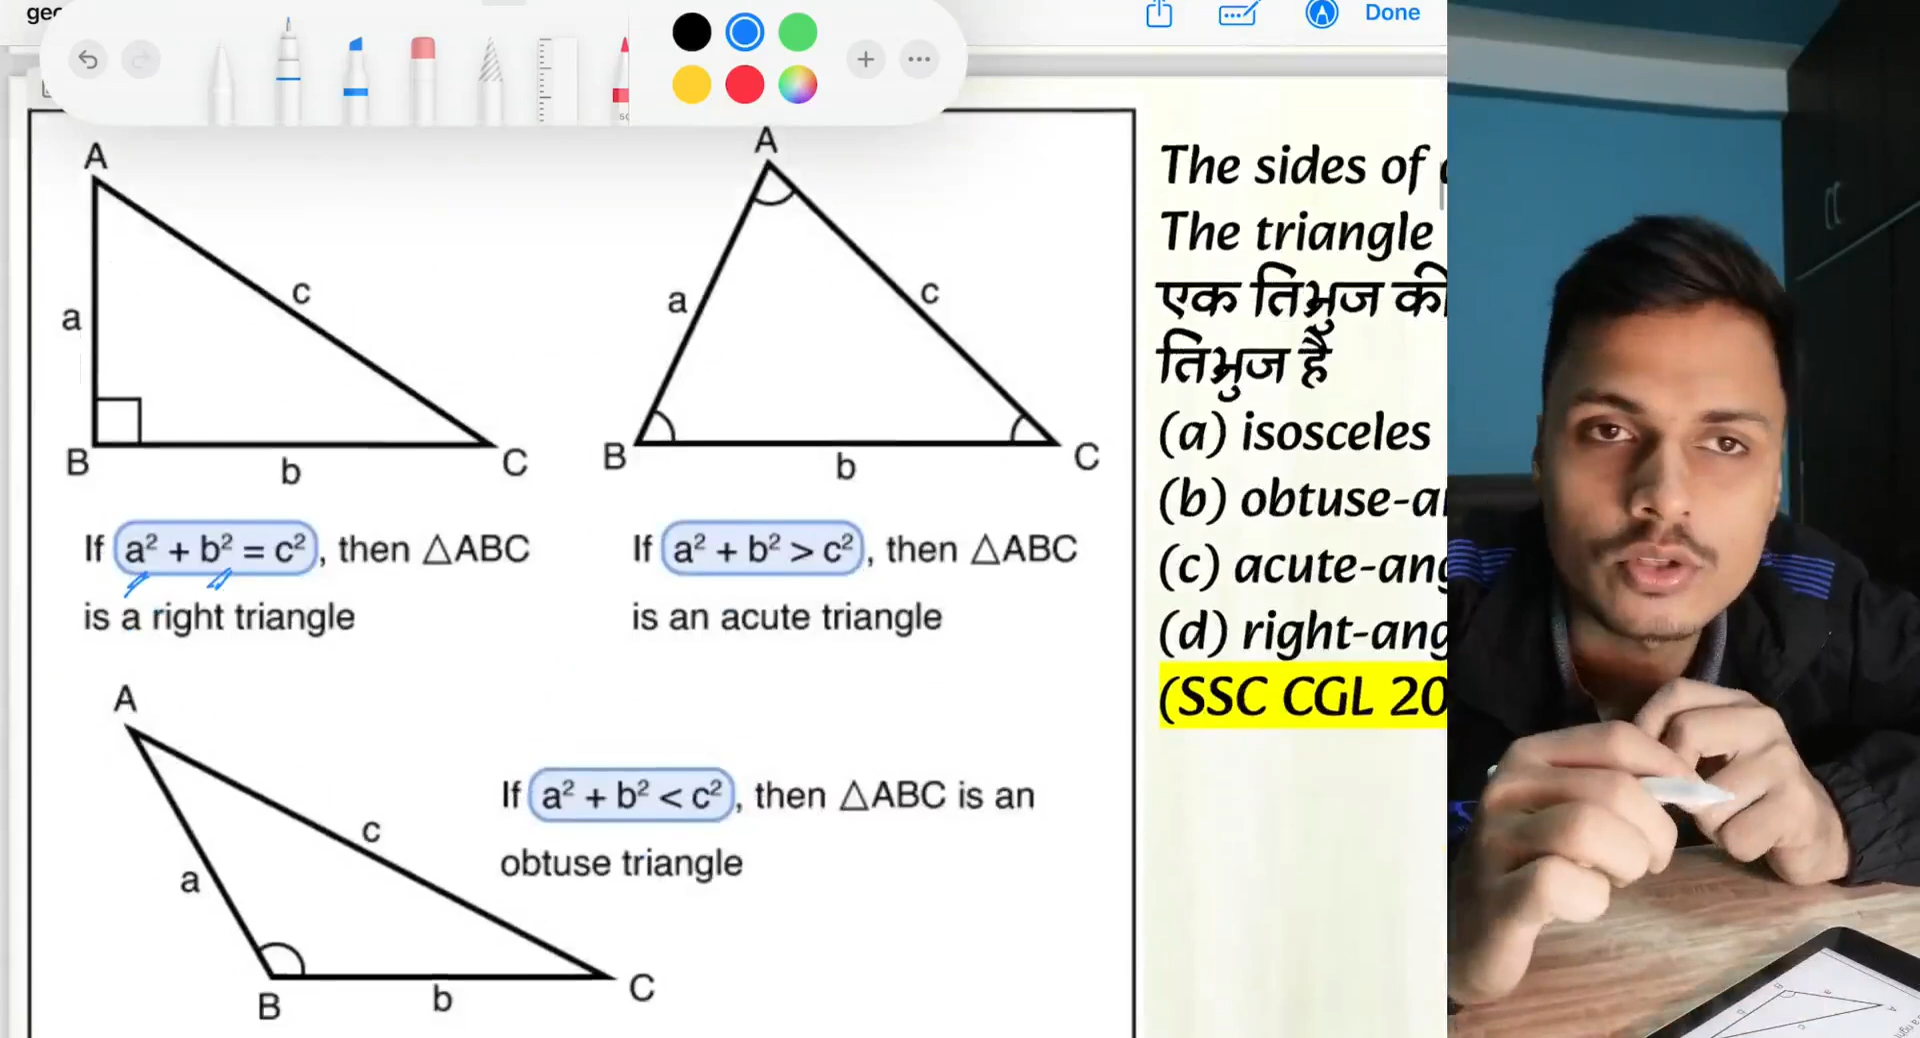 Done
A
a
c
B
b
C
If a² + b² = c², then △ABC
is a right triangle
A
a
c
B
b
C
If a² + b² > c², then △ABC
is an acute triangle
A
a
c
B
b
C
If a² + b² < c², then △ABC is an
obtuse triangle
The sides of
The triangle
एक त्रिभुज की
त्रिभुज है
(a) isosceles
(b) obtuse-a
(c) acute-ang
(d) right-ang
(SSC CGL 20